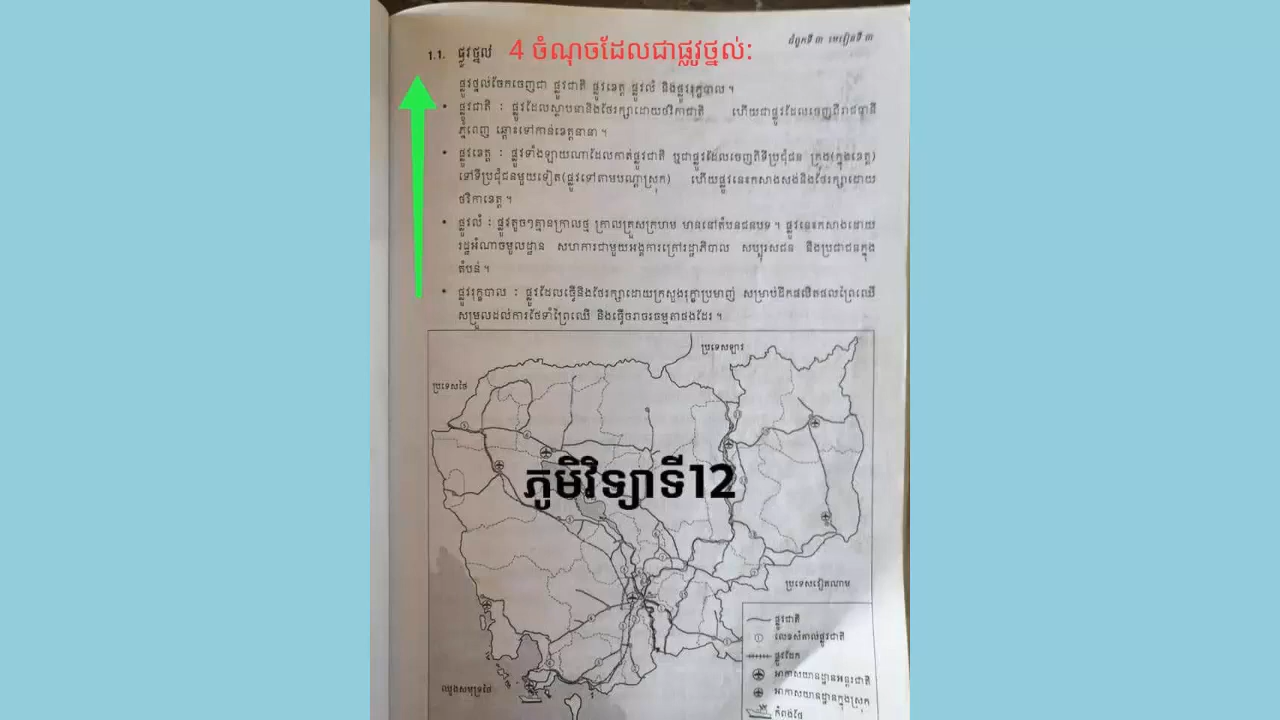 ជំពូកទី ៣ មេរៀនទី ៣
1.1. ផ្លូវថ្នល់
4 ចំណុចដែលជាផ្លូវថ្នល់:
ផ្លូវថ្នល់ចែកចេញជា ផ្លូវជាតិ ផ្លូវខេត្ត ផ្លូវលំ និងផ្លូវរុក្ខបាល ។
• ផ្លូវជាតិ ៖ ផ្លូវដែលស្ថាបនានិងថែរក្សាដោយថវិកាជាតិ ហើយជាផ្លូវដែលចេញពីរាជធានី
ភ្នំពេញ ឆ្ពោះទៅកាន់ខេត្តនានា ។
• ផ្លូវខេត្ត ៖ ផ្លូវទាំងឡាយណាដែលកាត់ផ្លូវជាតិ ឬជាផ្លូវដែលចេញពីទីប្រជុំជន ក្រុង(ក្នុងខេត្ត)
ទៅទីប្រជុំជនមួយទៀត(ផ្លូវទៅតាមបណ្តាស្រុក) ហើយផ្លូវនេះកសាងសង់និងថែរក្សាដោយ
ថវិកាខេត្ត ។
• ផ្លូវលំ ៖ ផ្លូវតូចៗគ្មានក្រាលថ្ម ក្រាលគ្រួសក្រហម មាននៅតំបនជនបទ ។ ផ្លូវនេះកសាងដោយ
រដ្ឋអំណាចមូលដ្ឋាន សហការជាមួយអង្គការក្រៅរដ្ឋាភិបាល សប្បុរសជន និងប្រជាជនក្នុង
តំបន់ ។
• ផ្លូវរុក្ខបាល ៖ ផ្លូវដែលធ្វើនិងថែរក្សាដោយក្រសួងរុក្ខាប្រមាញ់ សម្រាប់ដឹកផលិតផលព្រៃឈើ
សម្រួលដល់ការថែទាំព្រៃឈើ និងធ្វើចរាចរធម្មតាផងដែរ ។
ប្រទេសឡាវ
ប្រទេសថៃ
ភូមិវិទ្យាទី12
ប្រទេសវៀតណាម
ផ្លូវជាតិ
លេខសំគាល់ផ្លូវជាតិ
ផ្លូវដែក
អាកាសយានដ្ឋានអន្តរជាតិ
អាកាសយានដ្ឋានក្នុងស្រុក
កំពង់ផែ
ឈូងសមុទ្រថៃ